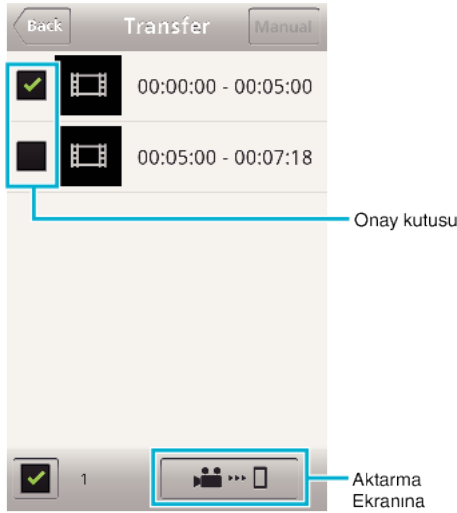 Back Transfer Manual
00:00:00 - 00:05:00
00:05:00 - 00:07:18
Onay kutusu
1
Aktarma
Ekranına